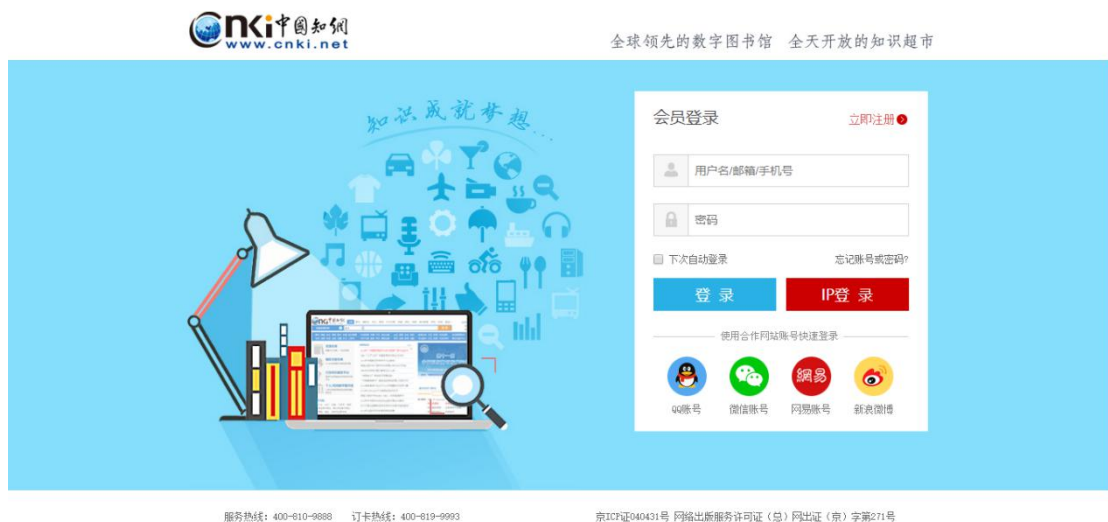 cnki中國知網
www.cnki.net
全球领先的数字图书馆 全天开放的知识超市
知识成就梦想...
会员登录
立即注册
用户名/邮箱/手机号
密码
下次自动登录
忘记账号或密码?
登 录
IP登 录
使用合作网站账号快速登录
網易
QQ账号
微信账号
网易账号
新浪微博
服务热线：400-810-9888 订卡热线：400-819-9993
京ICP证040431号 网络出版服务许可证（总）网出证（京）字第271号